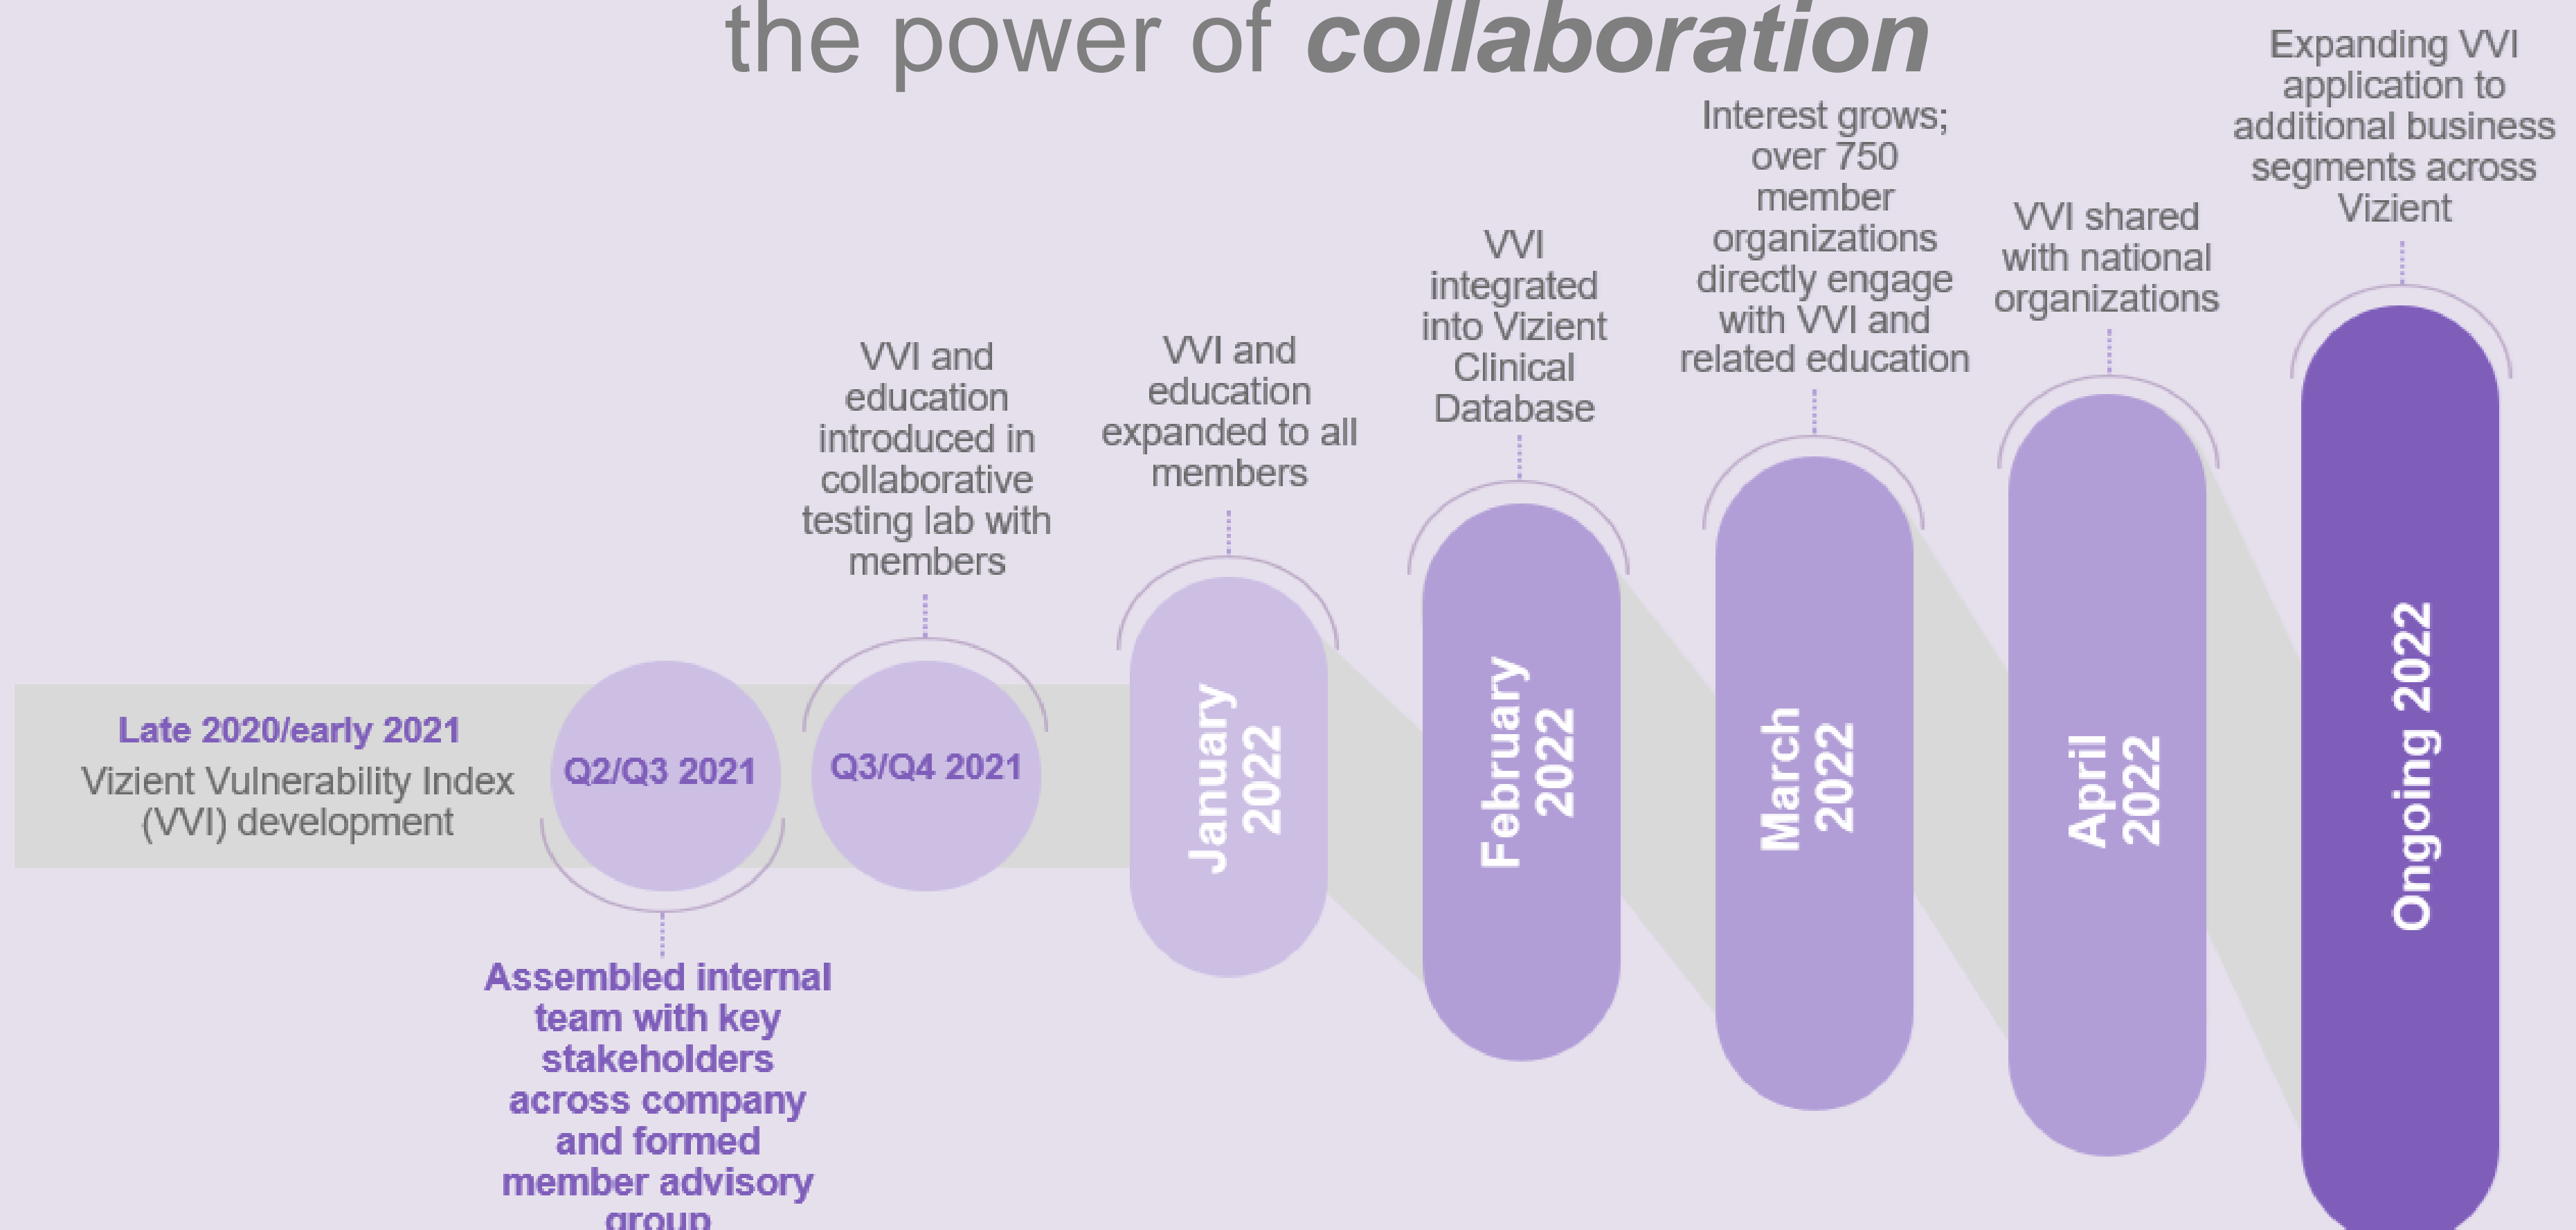 the power of collaboration
Late 2020/early 2021
Vizient Vulnerability Index
(VVI) development
Q2/Q3 2021
Assembled internal
team with key
stakeholders
across company
and formed
member advisory
group
VVI and
education
introduced in
collaborative
testing lab with
members
Q3/Q4 2021
VVI and
education
expanded to all
members
January
2022
VVI
integrated
into Vizient
Clinical
Database
February
2022
Interest grows;
over 750
member
organizations
directly engage
with VVI and
related education
March
2022
VVI shared
with national
organizations
April
2022
Expanding VVI
application to
additional business
segments across
Vizient
Ongoing 2022